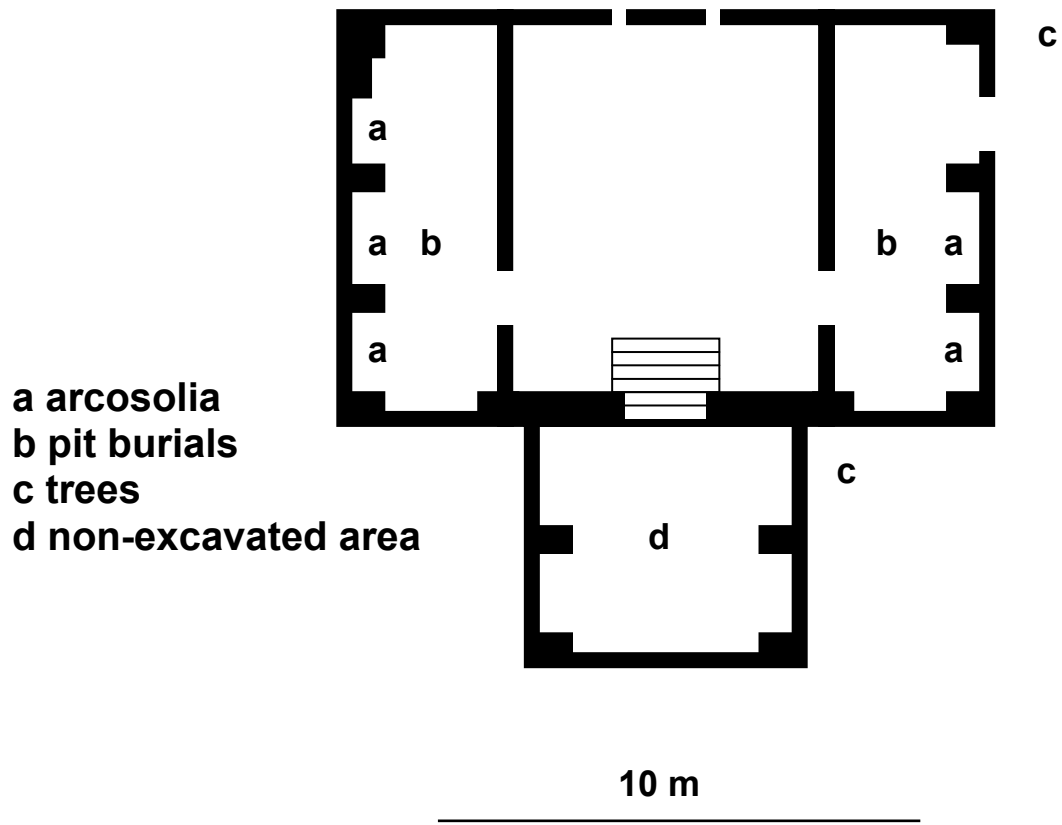 c
a
a b b a
a a
a arcosolia
b pit burials
c trees
c
d non-excavated area
d
10 m